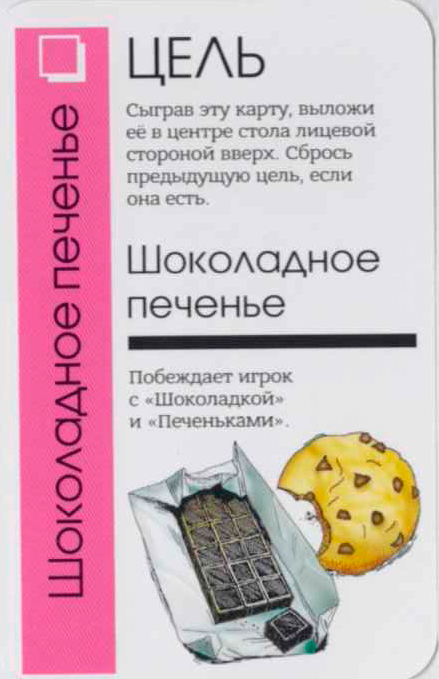 Шоколадное печенье
ЦЕЛЬ
Сыграв эту карту, выложи
её в центре стола лицевой
стороной вверх. Сбрось
предыдущую цель, если
она есть.
Шоколадное
печенье
Побеждает игрок
с «Шоколадкой»
и «Печеньками».